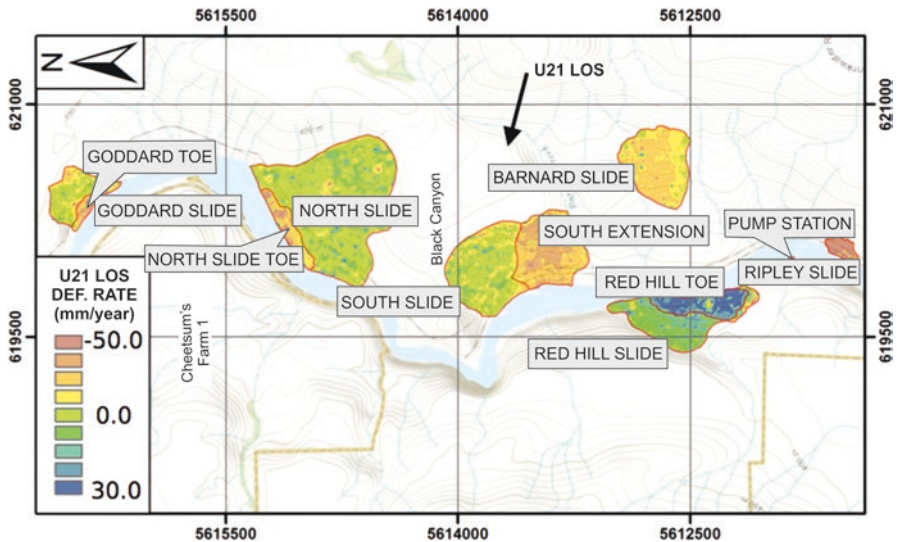 5615500 5614000 5612500
N
U21 LOS
621000 621000
GODDARD TOE
BARNARD SLIDE
GODDARD SLIDE
NORTH SLIDE
Black Canyon
PUMP STATION
SOUTH EXTENSION
NORTH SLIDE TOE
RIPLEY SLIDE
RED HILL TOE
U21 LOS
DEF. RATE
(mm/year)
SOUTH SLIDE
-50.0
619500 619500
Cheetsum's
Farm 1
RED HILL SLIDE
0.0
30.0
5615500 5614000 5612500